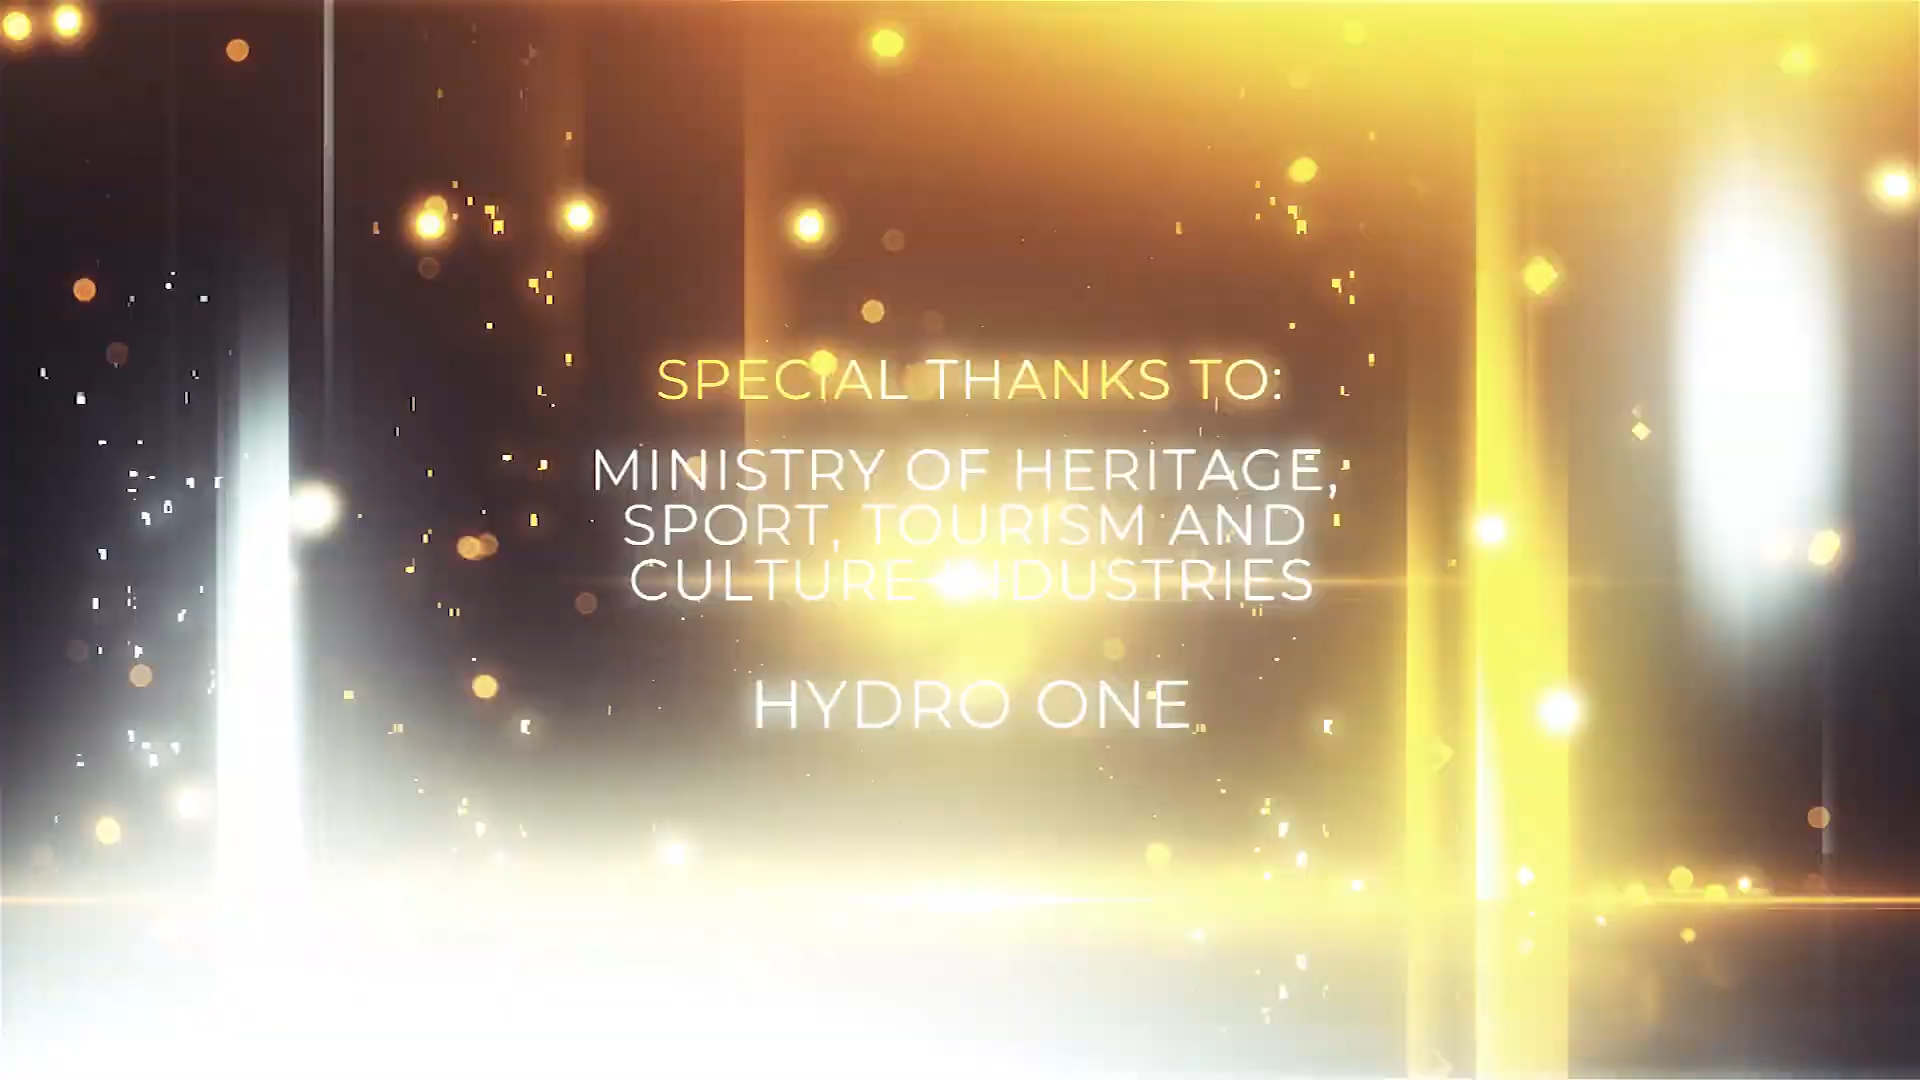 SPECIAL THANKS TO:
MINISTRY OF HERITAGE,
SPORT, TOURISM AND
CULTURE INDUSTRIES
HYDRO ONE